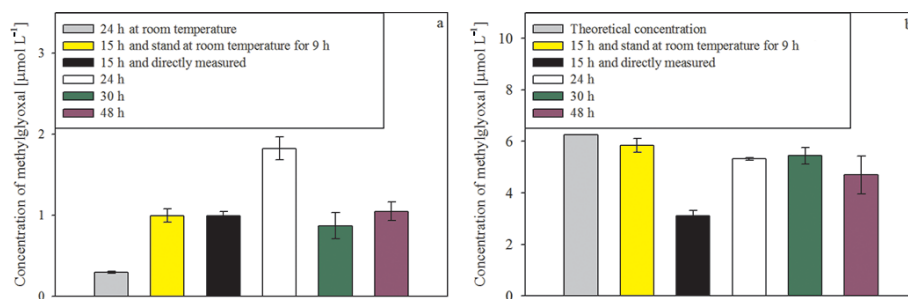 a
Concentration of methylglyoxal [µmol L⁻¹]
3
2
1
0
24 h at room temperature
15 h and stand at room temperature for 9 h
15 h and directly measured
24 h
30 h
48 h
b
Concentration of methylglyoxal [µmol L⁻¹]
10
8
6
4
2
0
Theoretical concentration
15 h and stand at room temperature for 9 h
15 h and directly measured
24 h
30 h
48 h